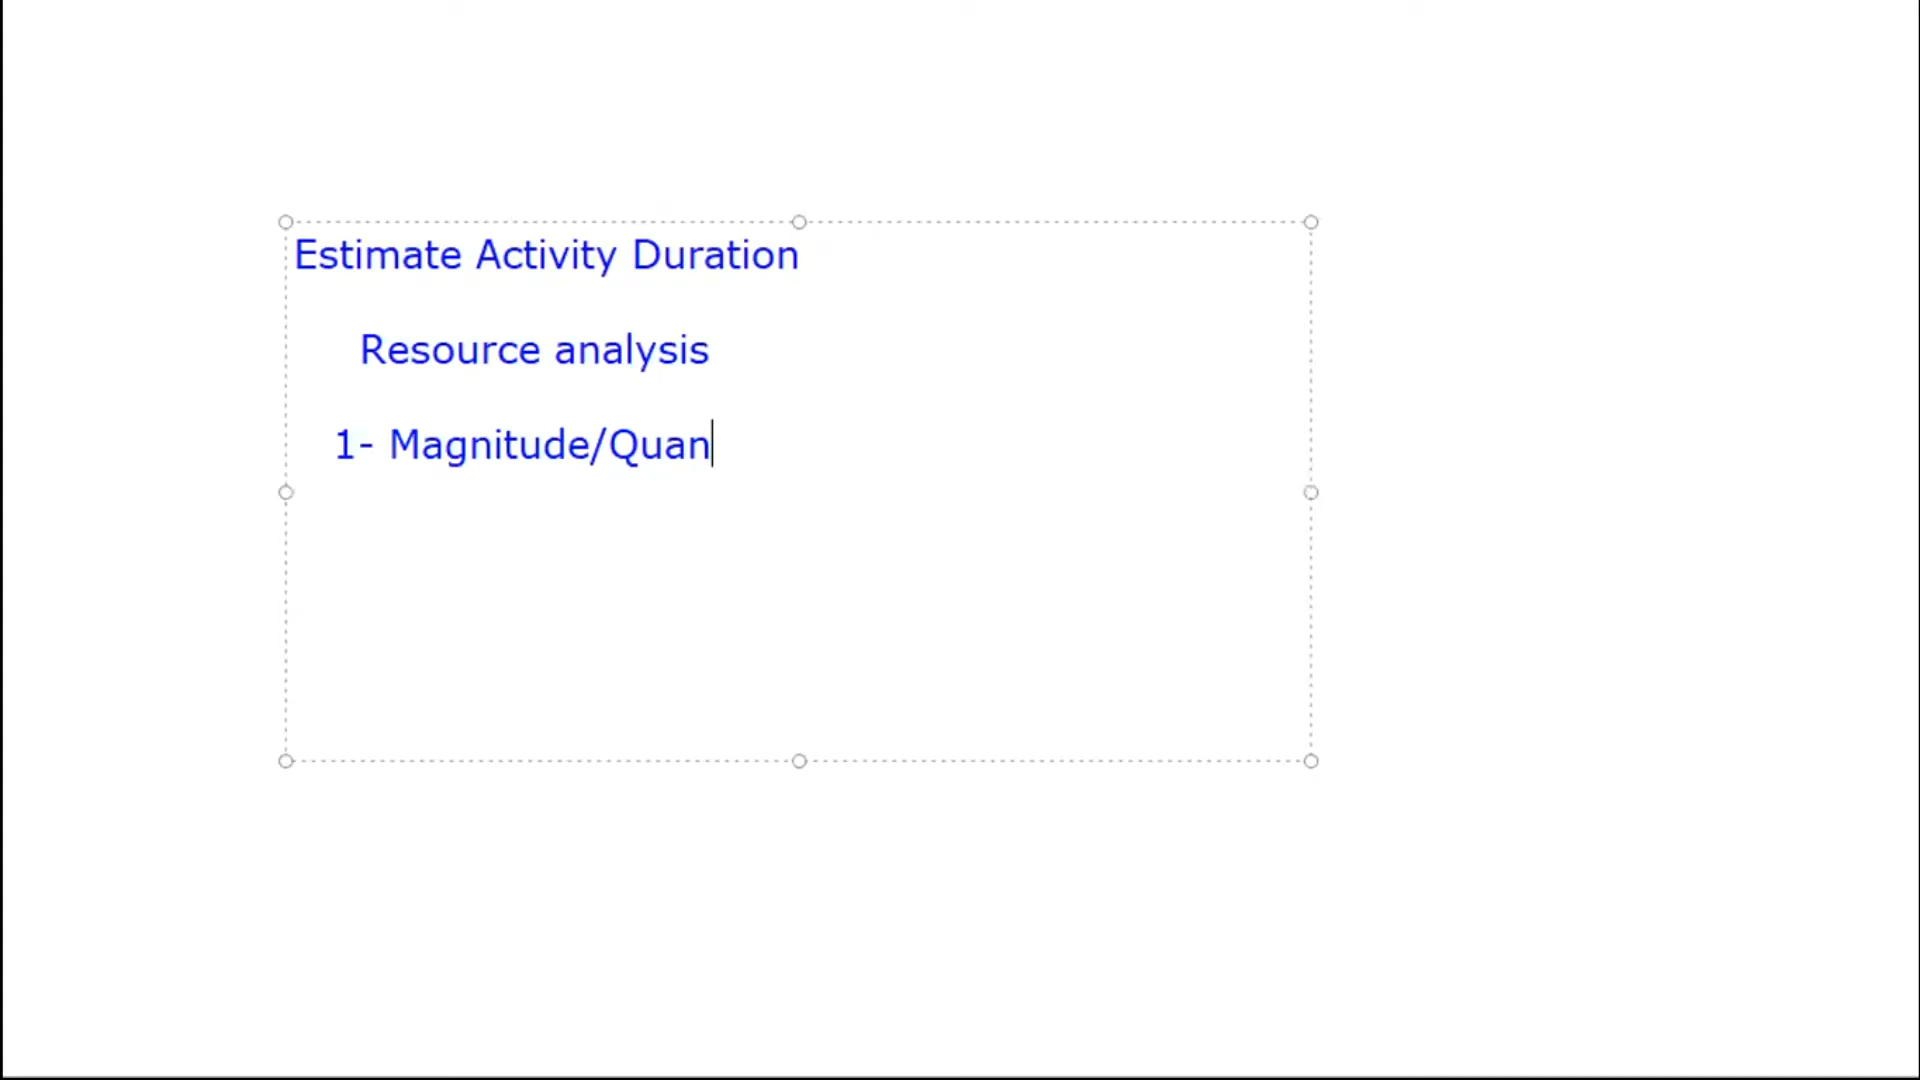 Estimate Activity Duration
Resource analysis
1- Magnitude/Quan